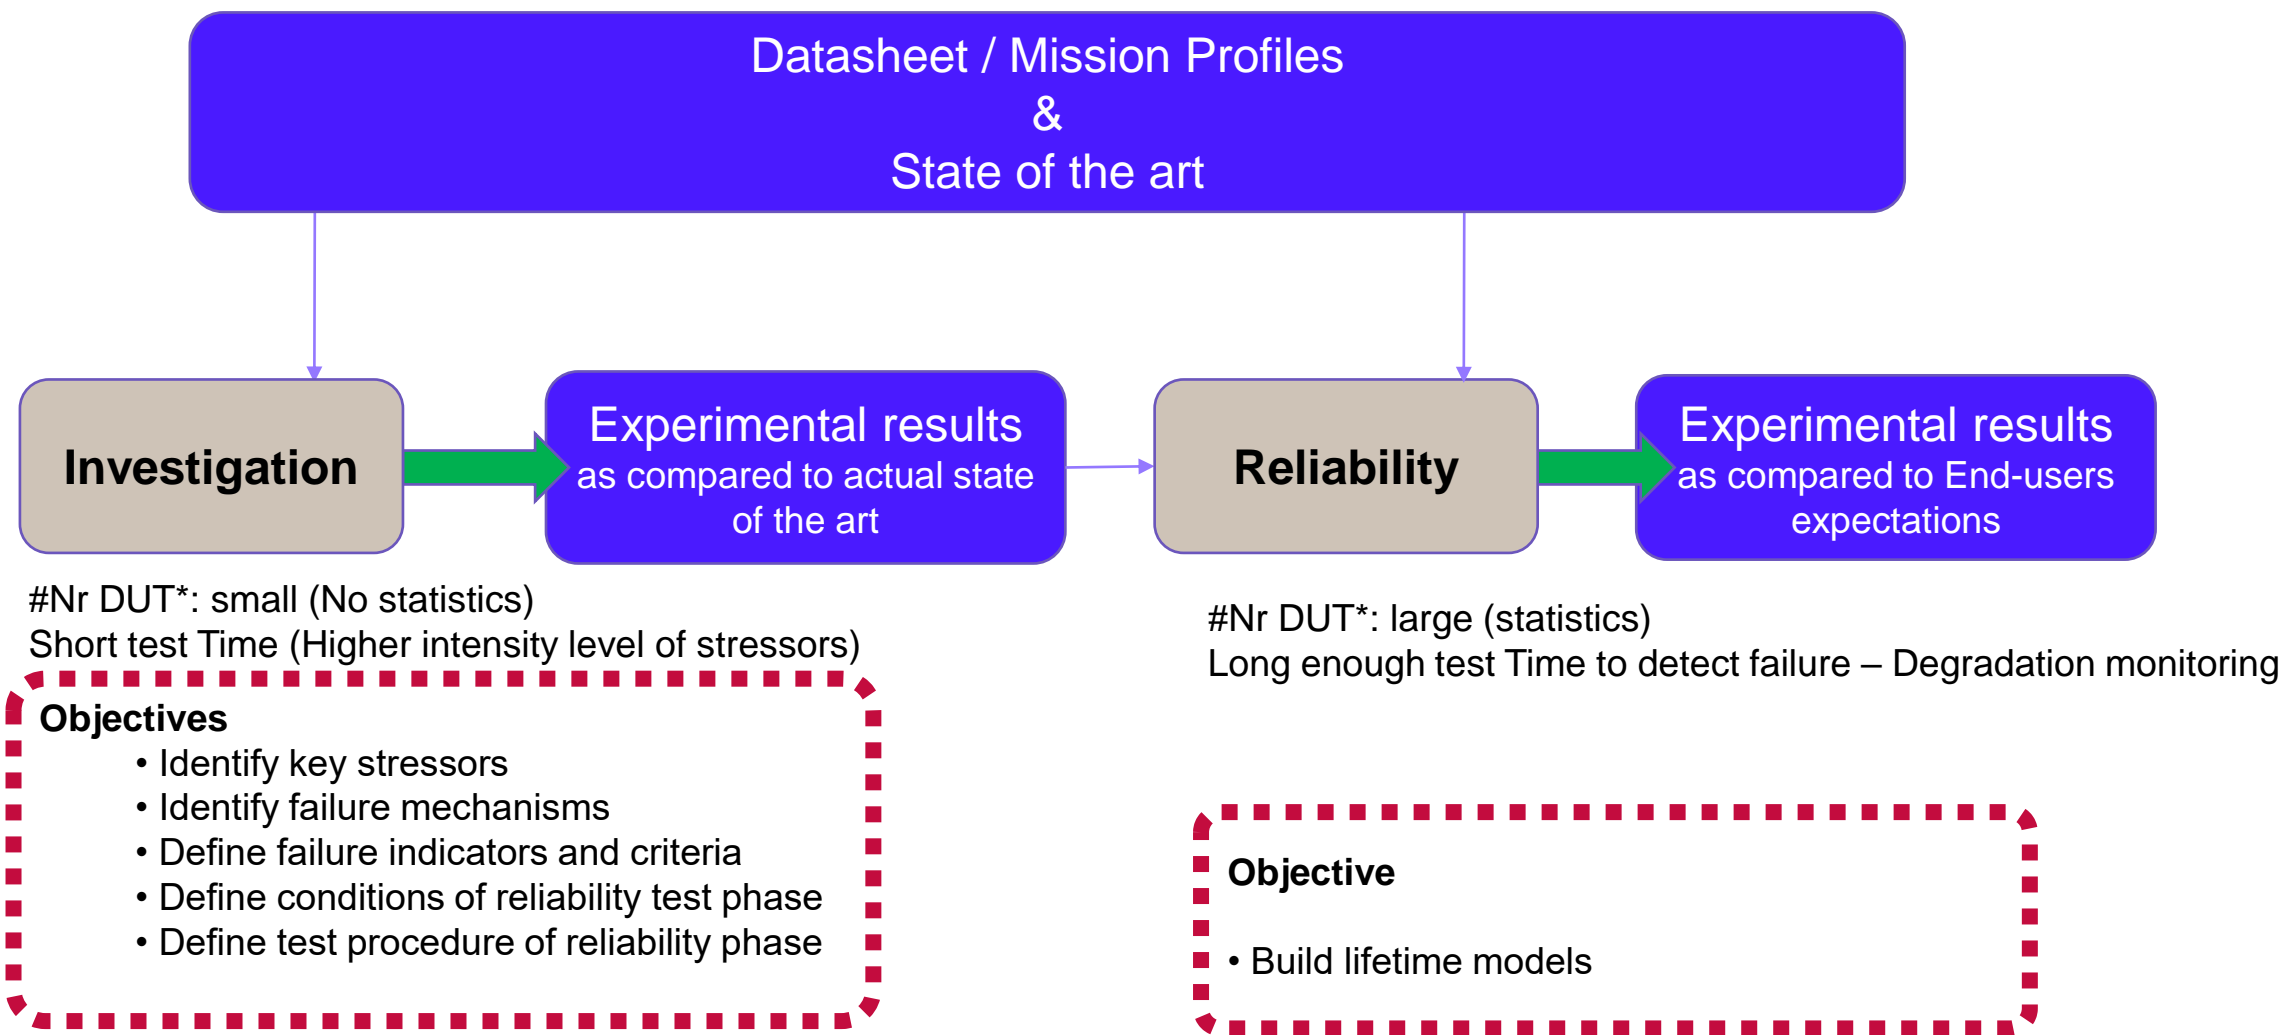 Datasheet / Mission Profiles
&
State of the art
Investigation
Experimental results
as compared to actual state
of the art
Reliability
Experimental results
as compared to End-users
expectations
#Nr DUT*: small (No statistics)
Short test Time (Higher intensity level of stressors)
Objectives
• Identify key stressors
• Identify failure mechanisms
• Define failure indicators and criteria
• Define conditions of reliability test phase
• Define test procedure of reliability phase
#Nr DUT*: large (statistics)
Long enough test Time to detect failure – Degradation monitoring
Objective
• Build lifetime models